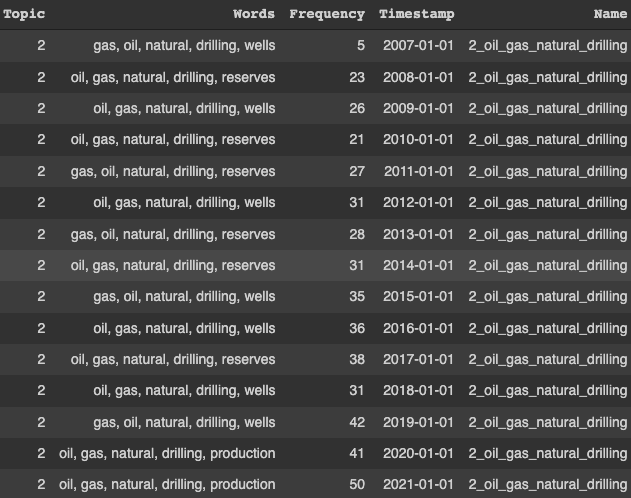 Topic Words Frequency Timestamp Name
2 gas, oil, natural, drilling, wells 5 2007-01-01 2_oil_gas_natural_drilling
2 oil, gas, natural, drilling, reserves 23 2008-01-01 2_oil_gas_natural_drilling
2 oil, gas, natural, drilling, wells 26 2009-01-01 2_oil_gas_natural_drilling
2 oil, gas, natural, drilling, reserves 21 2010-01-01 2_oil_gas_natural_drilling
2 gas, oil, natural, drilling, reserves 27 2011-01-01 2_oil_gas_natural_drilling
2 oil, gas, natural, drilling, wells 31 2012-01-01 2_oil_gas_natural_drilling
2 gas, oil, natural, drilling, reserves 28 2013-01-01 2_oil_gas_natural_drilling
2 oil, gas, natural, drilling, reserves 31 2014-01-01 2_oil_gas_natural_drilling
2 gas, oil, natural, drilling, wells 35 2015-01-01 2_oil_gas_natural_drilling
2 oil, gas, natural, drilling, wells 36 2016-01-01 2_oil_gas_natural_drilling
2 oil, gas, natural, drilling, reserves 38 2017-01-01 2_oil_gas_natural_drilling
2 oil, gas, natural, drilling, wells 31 2018-01-01 2_oil_gas_natural_drilling
2 gas, oil, natural, drilling, wells 42 2019-01-01 2_oil_gas_natural_drilling
2 oil, gas, natural, drilling, production 41 2020-01-01 2_oil_gas_natural_drilling
2 oil, gas, natural, drilling, production 50 2021-01-01 2_oil_gas_natural_drilling